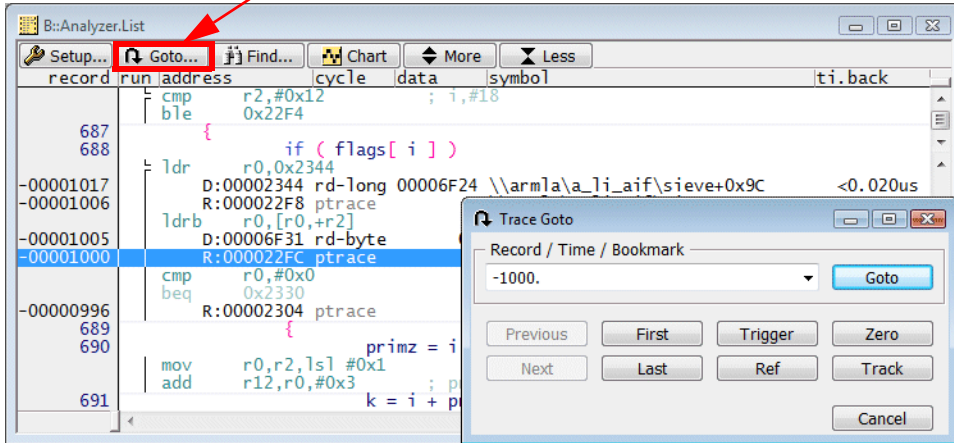 B::Analyzer.List
Setup... Goto... Find... Chart More Less
record run address cycle data symbol ti.back
cmp r2,#0x12 ; i,#18
ble 0x22F4
687 {
688 if ( flags[ i ] )
ldr r0,0x2344
-00001017 D:00002344 rd-long 00006F24 \\armla\a_li_aif\sieve+0x9C <0.020us
-00001006 R:000022F8 ptrace
ldrb r0,[r0,+r2]
-00001005 D:00006F31 rd-byte
-00001000 R:000022FC ptrace
cmp r0,#0x0
beq 0x2330
-00000996 R:00002304 ptrace
689 {
690 primz = i
mov r0,r2,lsl #0x1
add r12,r0,#0x3 ;
691 k = i +
Trace Goto
Record / Time / Bookmark
-1000. Goto
Previous First Trigger Zero
Next Last Ref Track
Cancel